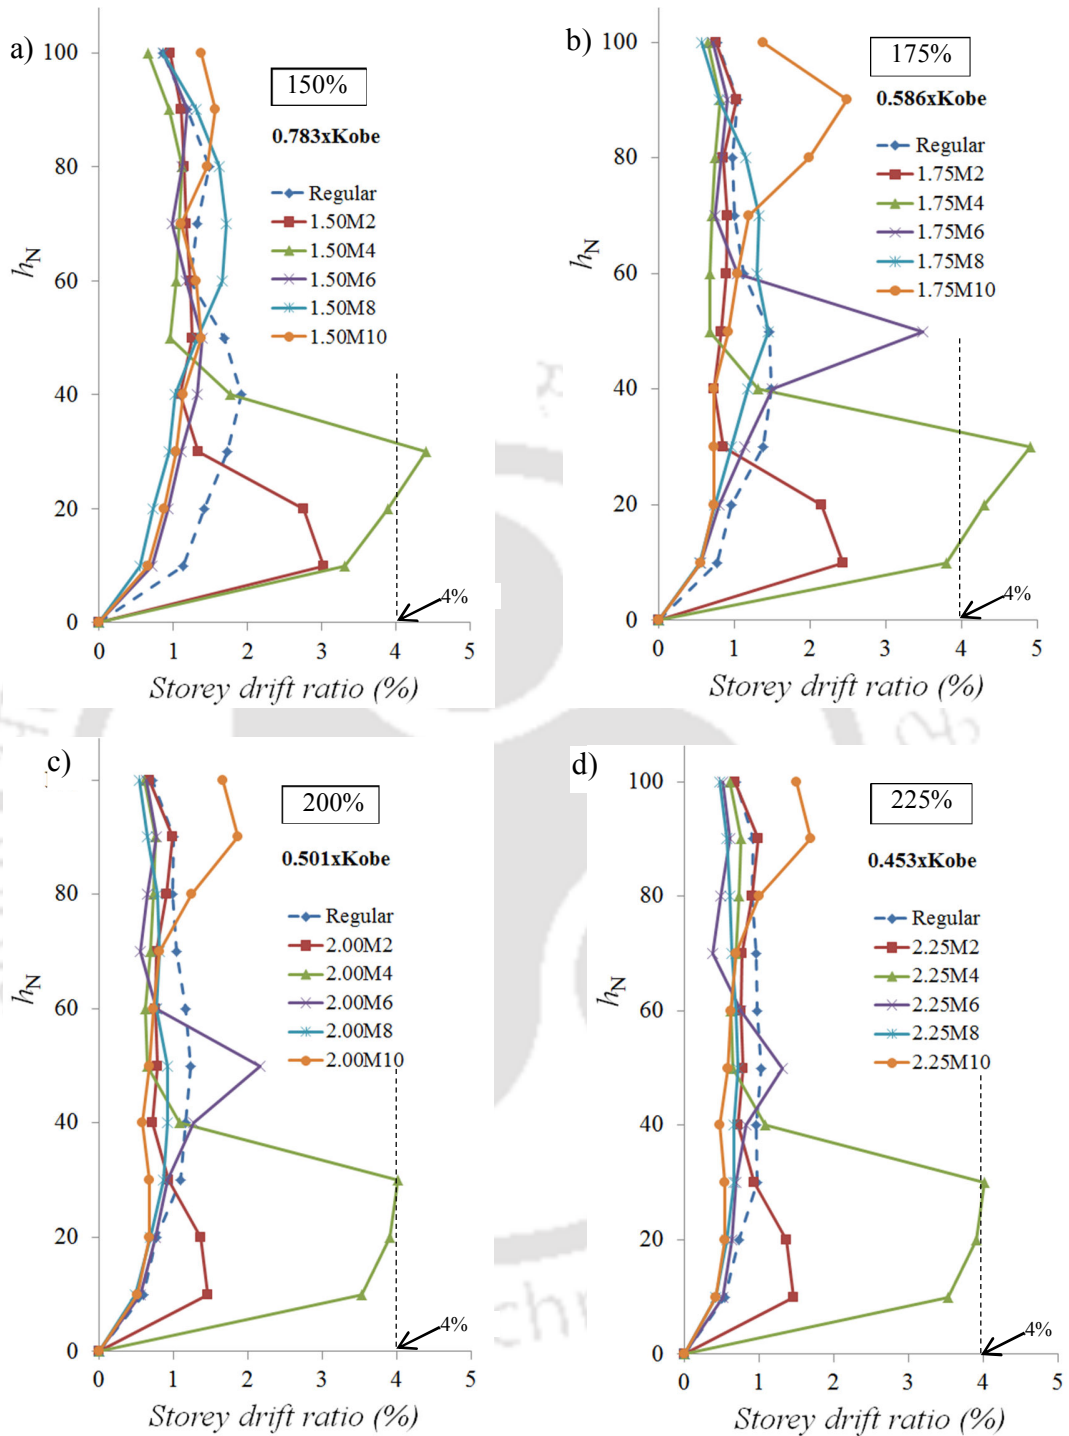 a)
150%
0.783xKobe
Regular
1.50M2
1.50M4
1.50M6
1.50M8
1.50M10
100
80
60
40
20
0
hN
4%
0 1 2 3 4 5
Storey drift ratio (%)
b)
175%
0.586xKobe
Regular
1.75M2
1.75M4
1.75M6
1.75M8
1.75M10
100
80
60
40
20
0
hN
4%
0 1 2 3 4 5
Storey drift ratio (%)
c)
200%
0.501xKobe
Regular
2.00M2
2.00M4
2.00M6
2.00M8
2.00M10
80
60
40
20
0
hN
4%
0 1 2 3 4 5
Storey drift ratio (%)
d)
225%
0.453xKobe
Regular
2.25M2
2.25M4
2.25M6
2.25M8
2.25M10
100
80
60
40
20
0
hN
4%
0 1 2 3 4 5
Storey drift ratio (%)